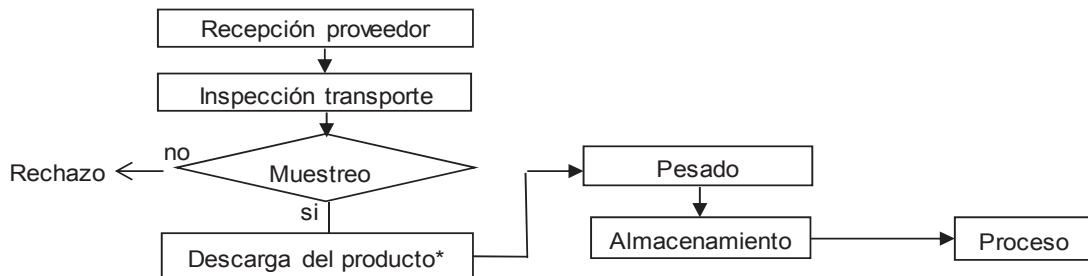 Recepción proveedor
Inspección transporte
no
Rechazo
Muestreo
si
Descarga del producto*
Pesado
Almacenamiento
Proceso